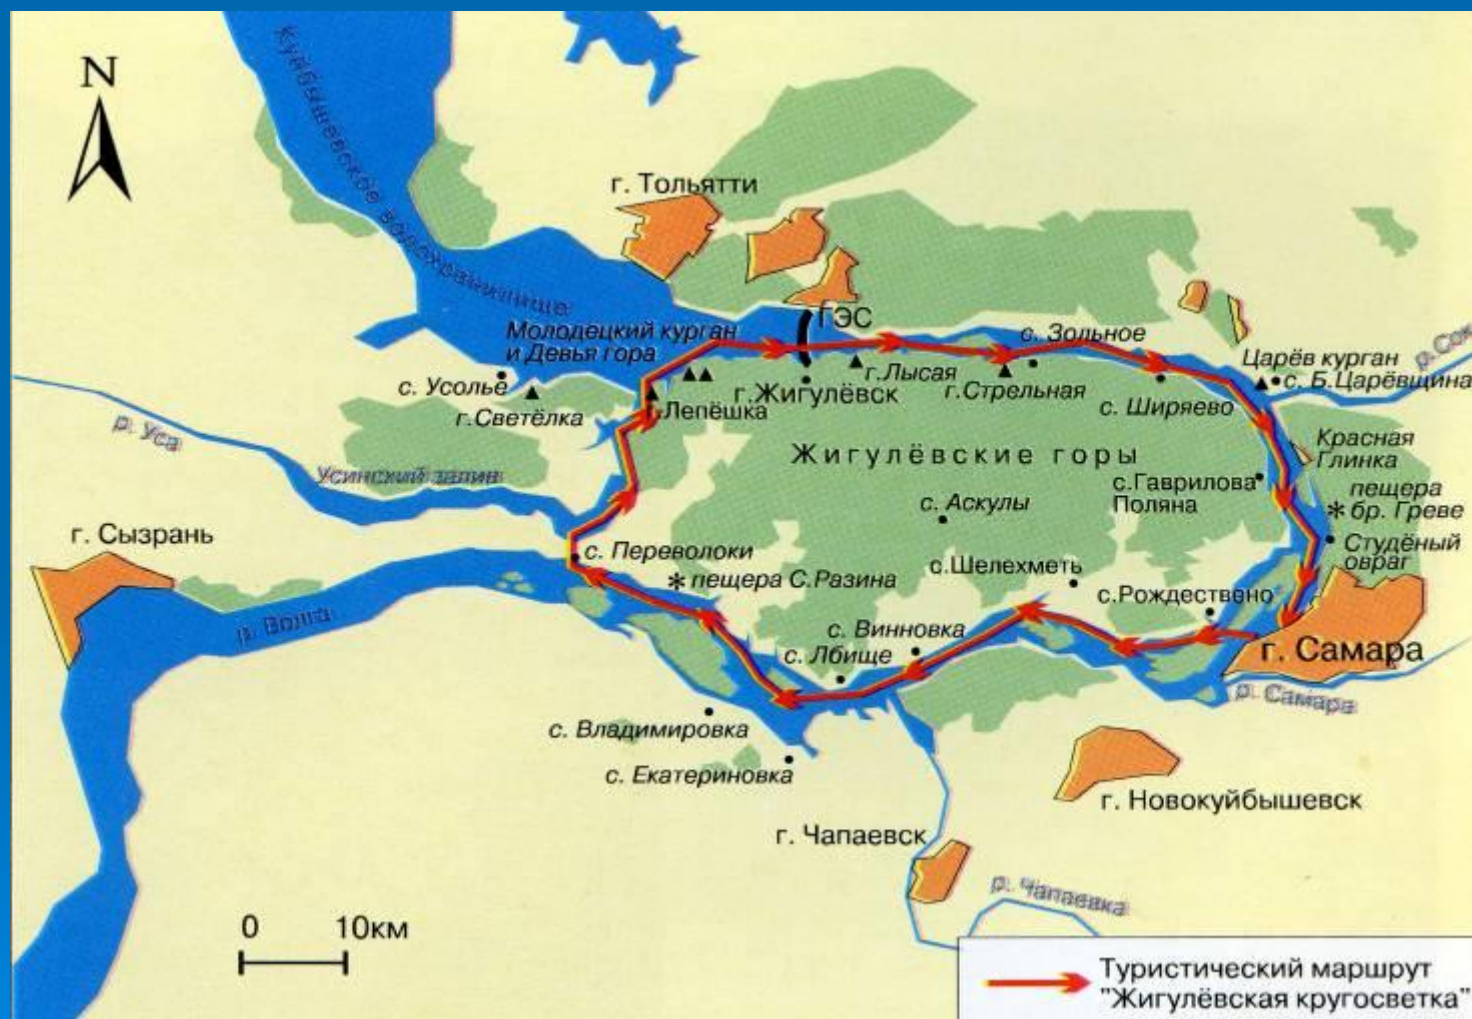 N
Куйбышевское водохранилище
г. Тольятти
ГЭС
Молодецкий курган
и Девья гора
с. Зольное
р. Сок
Царёв курган
с. Б.Царёвщина
с. Усолье
г.Светёлка
г.Лепёшка
г.Жигулёвск
г.Лысая
г.Стрельная
с. Ширяево
р. Уса
Усинский залив
Жигулёвские горы
Красная
Глинка
с.Гаврилова
Поляна
пещера
бр. Греве
с. Аскулы
Студёный
овраг
г. Сызрань
с. Переволоки
пещера С.Разина
с.Шелехметь
с.Рождествено
р. Волга
с. Винновка
с. Лбище
г. Самара
р. Самара
с. Владимировка
с. Екатериновка
г. Новокуйбышевск
г. Чапаевск
р. Чапаевка
0 10км
Туристический маршрут
"Жигулёвская кругосветка"